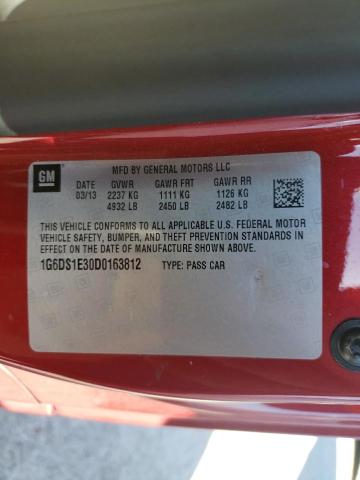 GM
MFD BY GENERAL MOTORS LLC
DATE GVWR GAWR FRT GAWR RR
03/13 2237 KG 1111 KG 1126 KG
4932 LB 2450 LB 2482 LB
THIS VEHICLE CONFORMS TO ALL APPLICABLE U.S. FEDERAL MOTOR
VEHICLE SAFETY, BUMPER, AND THEFT PREVENTION STANDARDS IN
EFFECT ON THE DATE OF MANUFACTURE SHOWN ABOVE.
1G6DS1E30D0163812 TYPE: PASS CAR